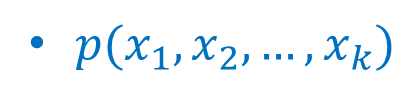 • p(x₁, x₂, …, xₖ)